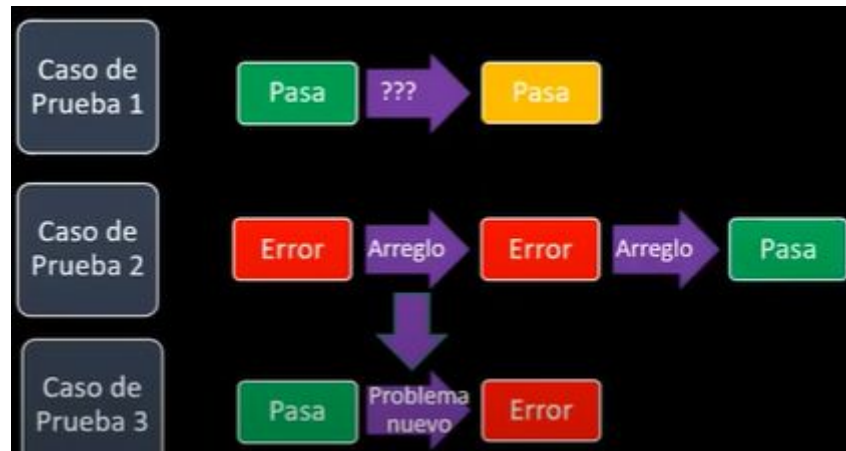 Caso de
Prueba 1
Pasa
???
Pasa
Caso de
Prueba 2
Error
Arreglo
Error
Arreglo
Pasa
Caso de
Prueba 3
Pasa
Problema
nuevo
Error